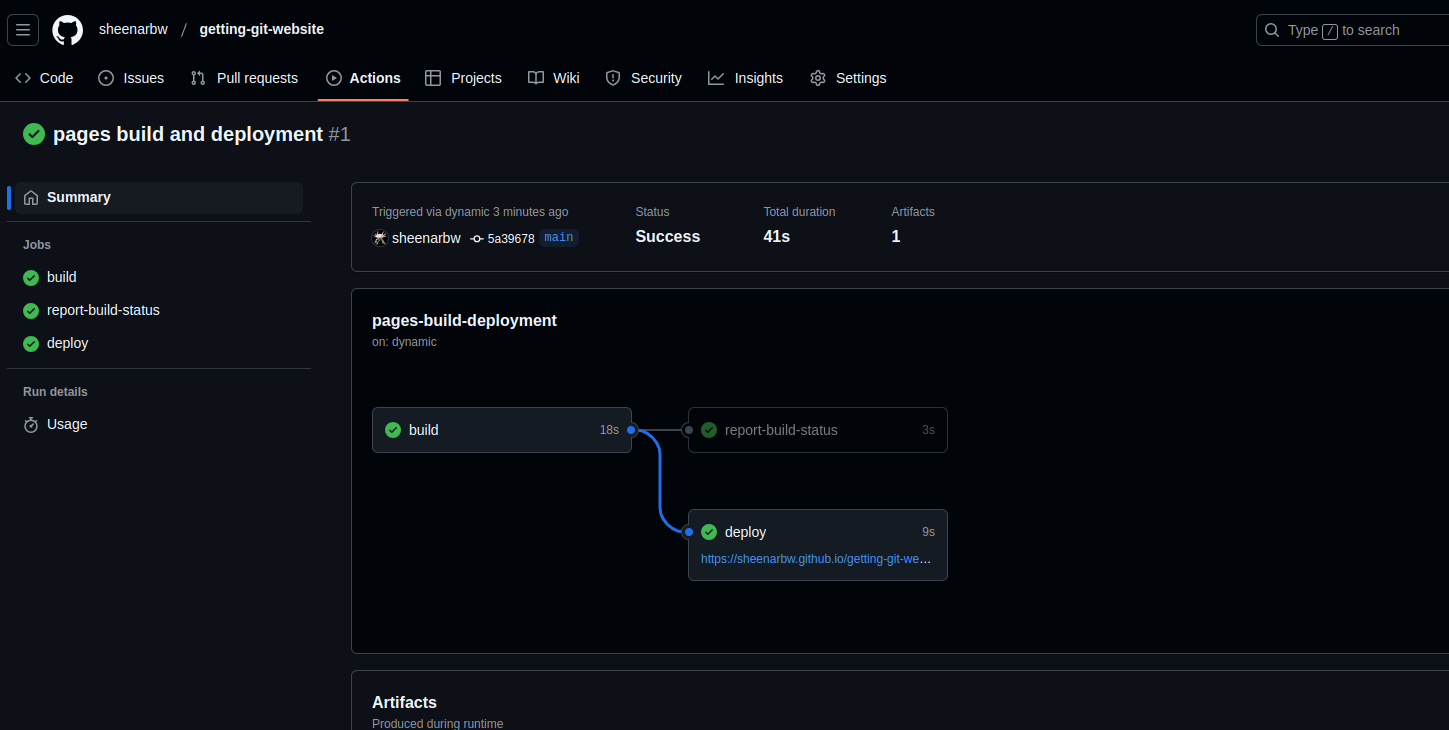 sheenarbw / getting-git-website
Type / to search
Code Issues Pull requests Actions Projects Wiki Security Insights Settings
pages build and deployment #1
Summary
Jobs
build
report-build-status
deploy
Run details
Usage
Triggered via dynamic 3 minutes ago
sheenarbw 5a39678 main
Status
Success
Total duration
41s
Artifacts
1
pages-build-deployment
on: dynamic
build 18s
report-build-status 3s
deploy 9s
https://sheenarbw.github.io/getting-git-we...
Artifacts
Produced during runtime